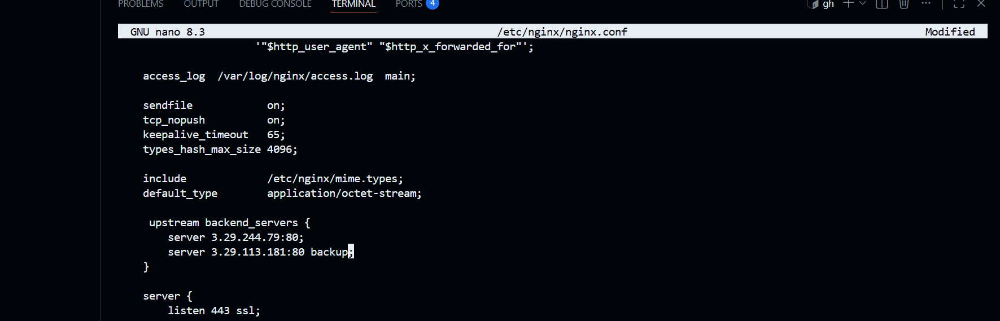 PROBLEMS OUTPUT DEBUG CONSOLE TERMINAL PORTS 4 gh
GNU nano 8.3 /etc/nginx/nginx.conf Modified
'"$http_user_agent" "$http_x_forwarded_for"';
access_log /var/log/nginx/access.log main;
sendfile on;
tcp_nopush on;
keepalive_timeout 65;
types_hash_max_size 4096;
include /etc/nginx/mime.types;
default_type application/octet-stream;
upstream backend_servers {
server 3.29.244.79:80;
server 3.29.113.181:80 backup;
}
server {
listen 443 ssl;